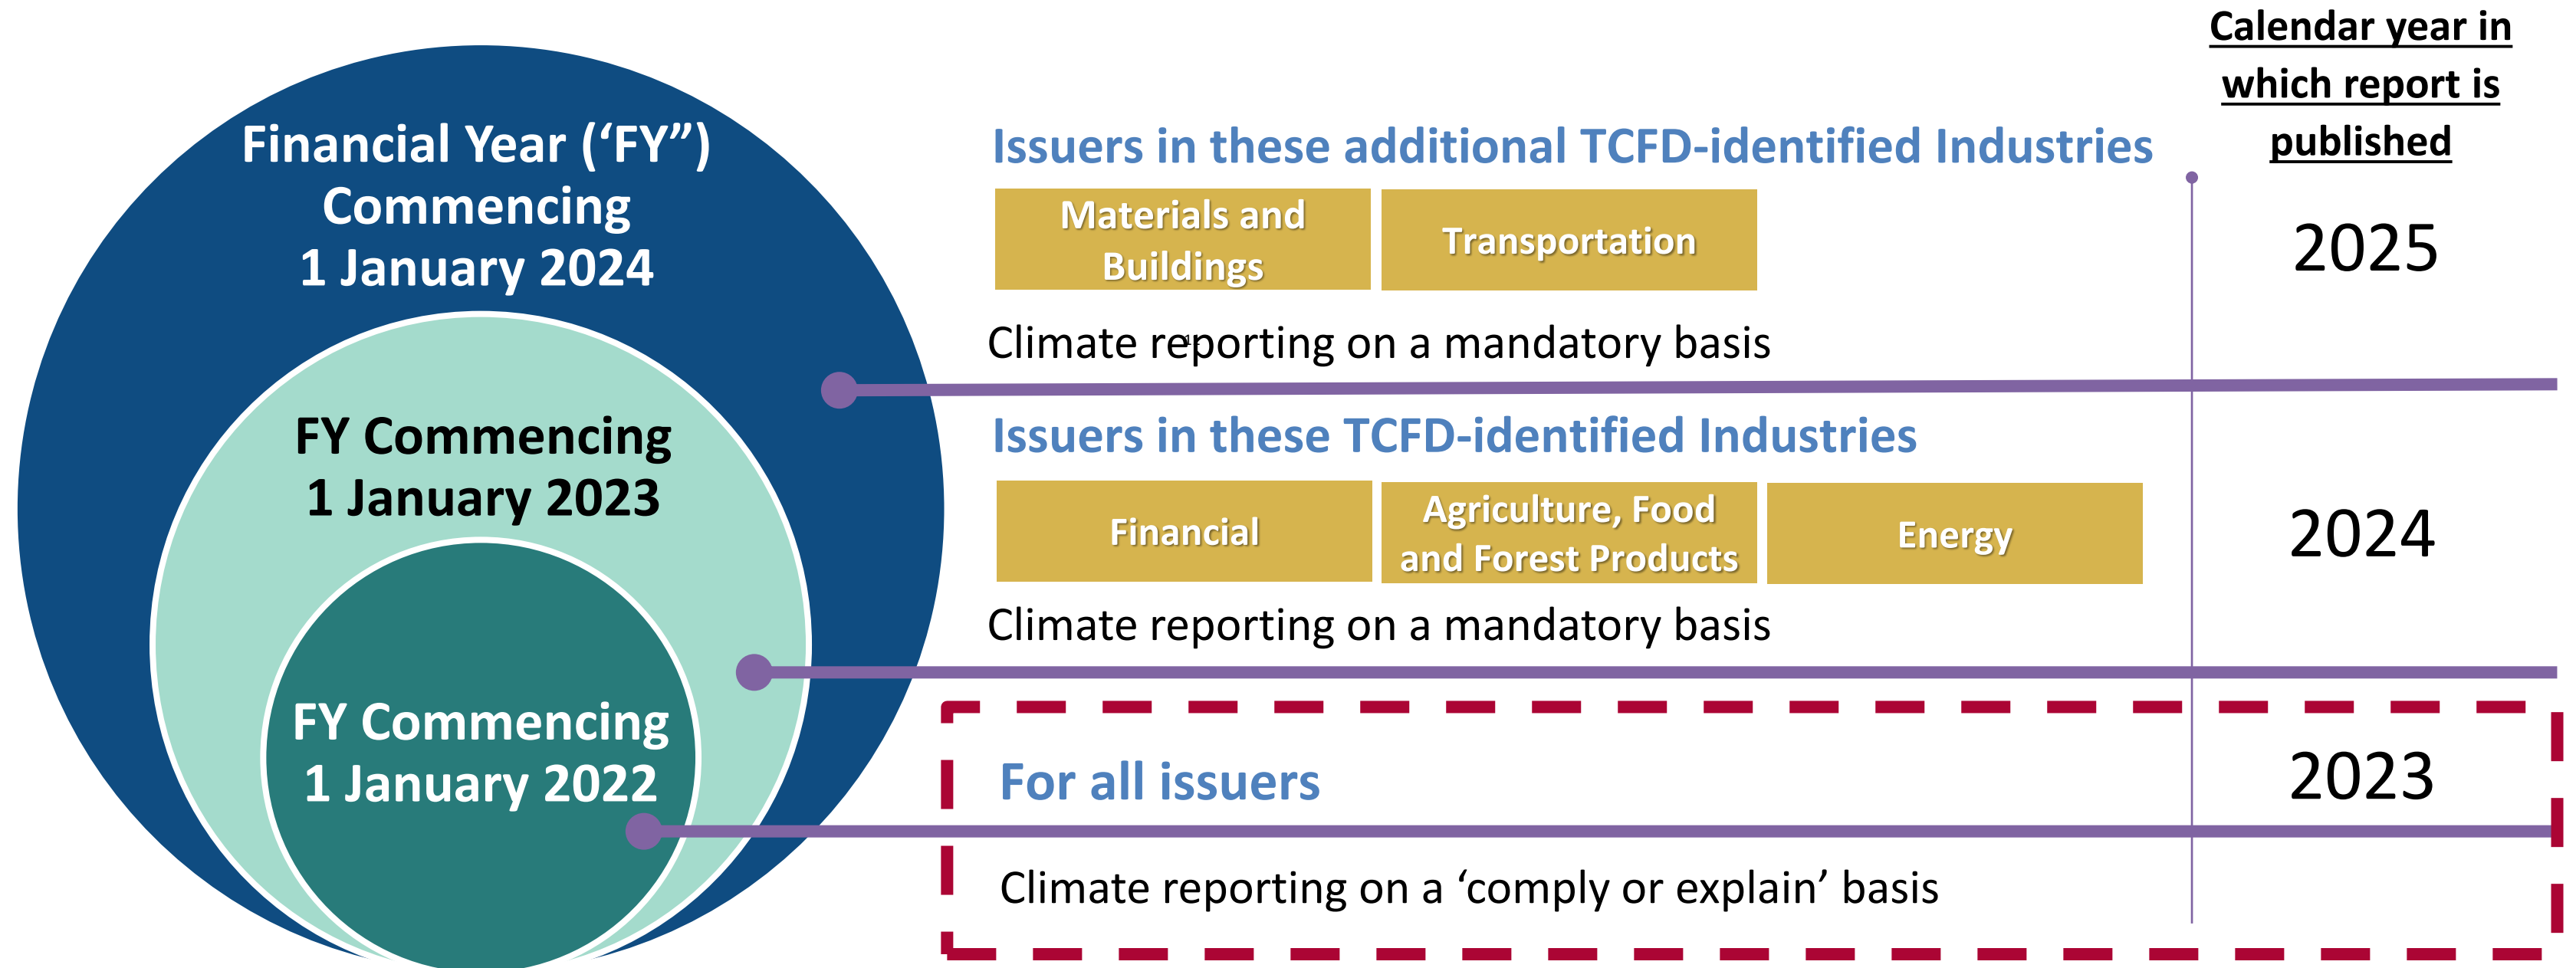 Calendar year in
which report is
published
Financial Year (‘FY”)
Commencing
1 January 2024
Issuers in these additional TCFD-identified Industries
Materials and
Buildings
Transportation
2025
Climate reporting on a mandatory basis
FY Commencing
1 January 2023
Issuers in these TCFD-identified Industries
Financial
Agriculture, Food
and Forest Products
Energy
2024
Climate reporting on a mandatory basis
FY Commencing
1 January 2022
For all issuers
2023
Climate reporting on a ‘comply or explain’ basis